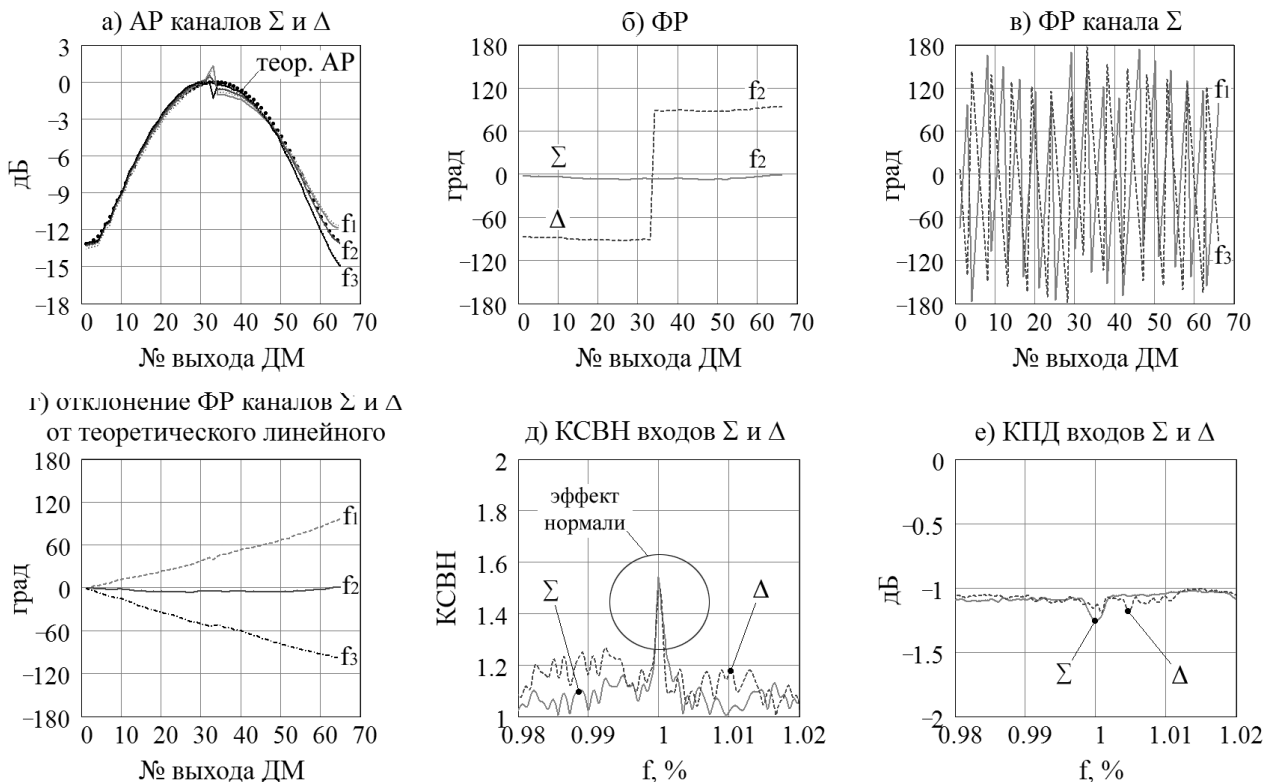 а) АР каналов Σ и Δ
3
0
−3
−6
−9
−12
−15
−18
дБ
теор. АР
f1
f2
f3
0 10 20 30 40 50 60 70
№ выхода ДМ
б) ФР
180
120
60
0
−60
−120
−180
град
f2
Σ
f2
Δ
0 10 20 30 40 50 60 70
№ выхода ДМ
в) ФР канала Σ
180
120
60
0
−60
−120
−180
град
f1
f3
0 10 20 30 40 50 60 70
№ выхода ДМ
г) отклонение ФР каналов Σ и Δ
от теоретического линейного
180
120
60
0
−60
−120
−180
град
f1
f2
f3
0 10 20 30 40 50 60 70
№ выхода ДМ
д) КСВН входов Σ и Δ
2
1.8
1.6
1.4
1.2
1
КСВН
эффект
нормали
Σ
Δ
0.98 0.99 1 1.01 1.02
f, %
е) КПД входов Σ и Δ
0
−0.5
−1
−1.5
−2
дБ
Σ
Δ
0.98 0.99 1 1.01 1.02
f, %